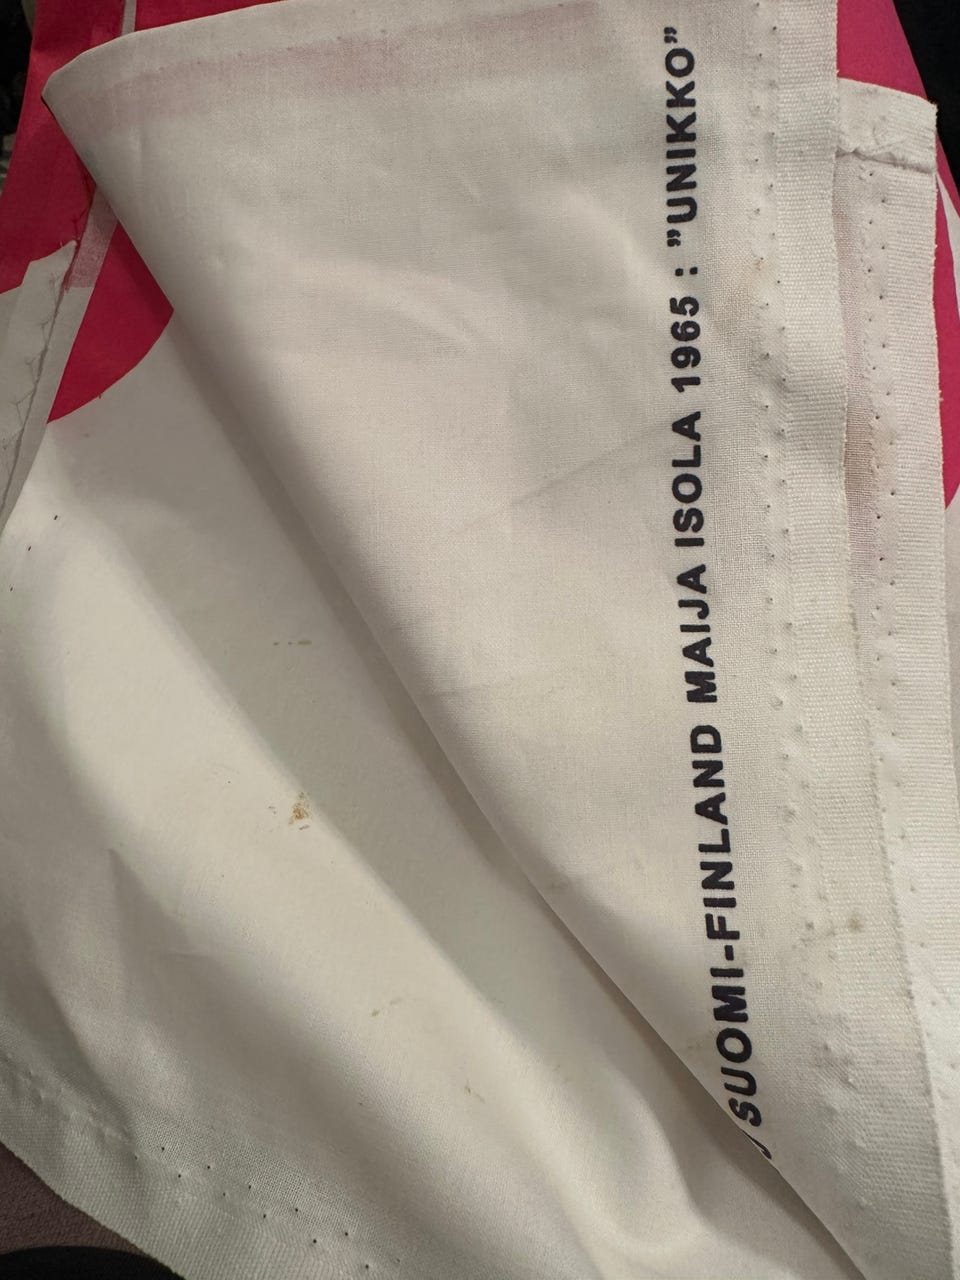 SUOMI-FINLAND MAIJA ISOLA 1965 : "UNIKKO"